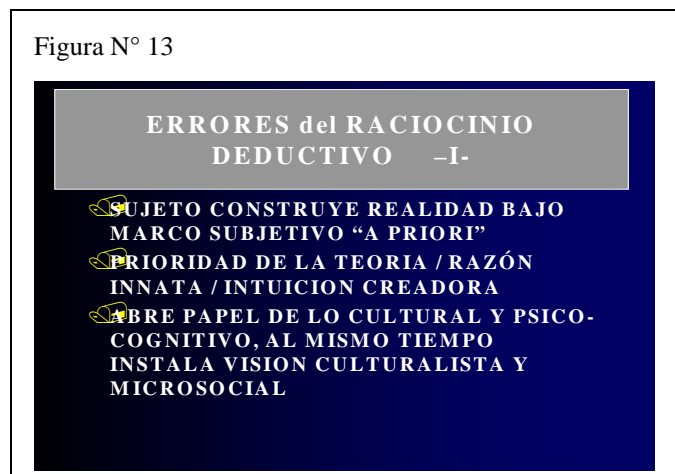 Figura N° 13
ERRORES del RACIOCINIO
DEDUCTIVO –I-
SUJETO CONSTRUYE REALIDAD BAJO
MARCO SUBJETIVO “A PRIORI”
PRIORIDAD DE LA TEORIA / RAZÓN
INNATA / INTUICION CREADORA
ABRE PAPEL DE LO CULTURAL Y PSICO-
COGNITIVO, AL MISMO TIEMPO
INSTALA VISION CULTURALISTA Y
MICROSOCIAL